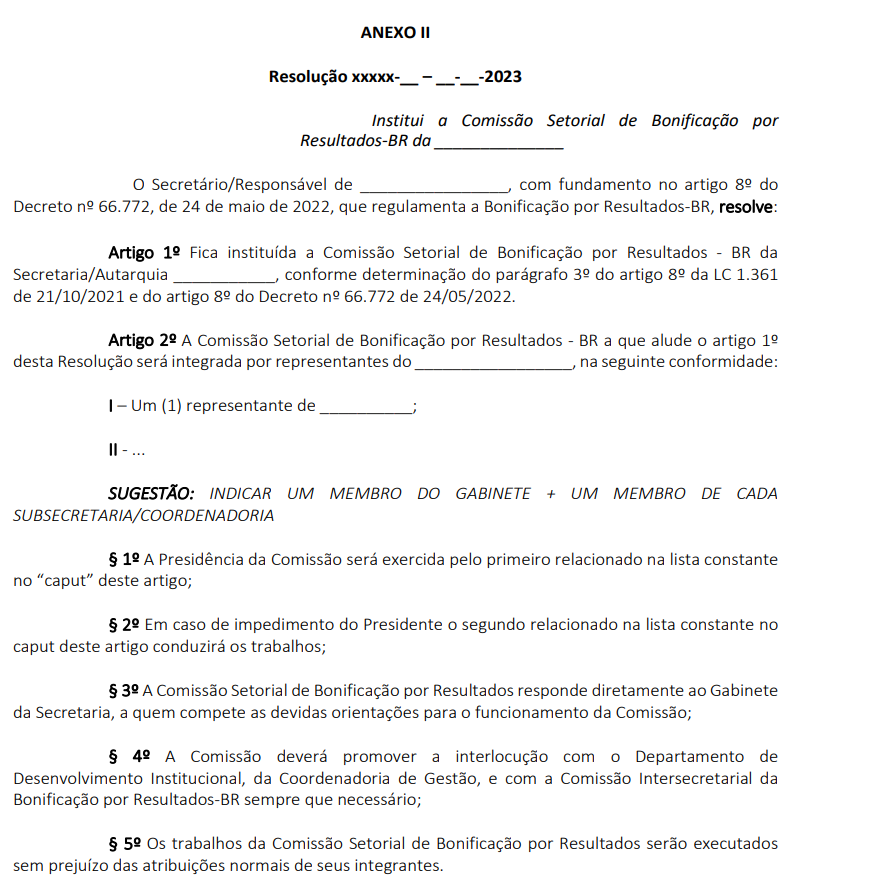 ANEXO II
Resolução xxxxx-__ – __-__-2023
Institui a Comissão Setorial de Bonificação por
Resultados-BR da ______________
O Secretário/Responsável de ________________, com fundamento no artigo 8º do
Decreto nº 66.772, de 24 de maio de 2022, que regulamenta a Bonificação por Resultados-BR, resolve:
Artigo 1º Fica instituída a Comissão Setorial de Bonificação por Resultados - BR da
Secretaria/Autarquia ___________, conforme determinação do parágrafo 3º do artigo 8º da LC 1.361
de 21/10/2021 e do artigo 8º do Decreto nº 66.772 de 24/05/2022.
Artigo 2º A Comissão Setorial de Bonificação por Resultados - BR a que alude o artigo 1º
desta Resolução será integrada por representantes do _________________, na seguinte conformidade:
I – Um (1) representante de __________;
II - ...
SUGESTÃO: INDICAR UM MEMBRO DO GABINETE + UM MEMBRO DE CADA
SUBSECRETARIA/COORDENADORIA
§ 1º A Presidência da Comissão será exercida pelo primeiro relacionado na lista constante
no “caput” deste artigo;
§ 2º Em caso de impedimento do Presidente o segundo relacionado na lista constante no
caput deste artigo conduzirá os trabalhos;
§ 3º A Comissão Setorial de Bonificação por Resultados responde diretamente ao Gabinete
da Secretaria, a quem compete as devidas orientações para o funcionamento da Comissão;
§ 4º A Comissão deverá promover a interlocução com o Departamento de
Desenvolvimento Institucional, da Coordenadoria de Gestão, e com a Comissão Intersecretarial da
Bonificação por Resultados-BR sempre que necessário;
§ 5º Os trabalhos da Comissão Setorial de Bonificação por Resultados serão executados
sem prejuízo das atribuições normais de seus integrantes.